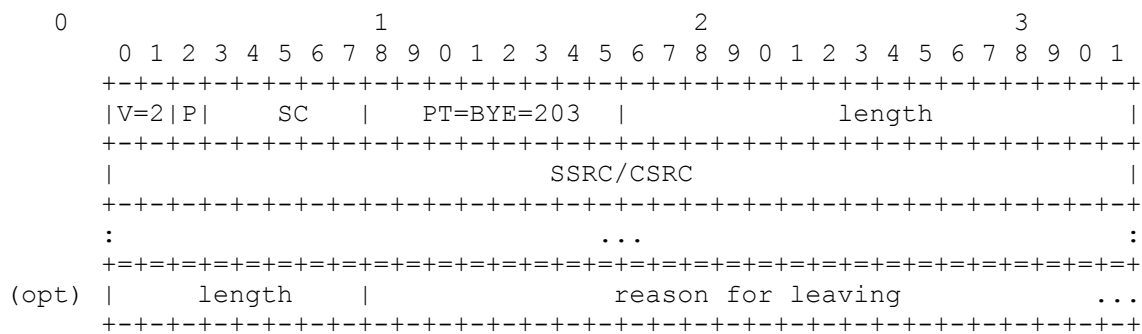 0                   1                   2                   3
0 1 2 3 4 5 6 7 8 9 0 1 2 3 4 5 6 7 8 9 0 1 2 3 4 5 6 7 8 9 0 1
+-+-+-+-+-+-+-+-+-+-+-+-+-+-+-+-+-+-+-+-+-+-+-+-+-+-+-+-+-+-+-+-+
|V=2|P|    SC   |   PT=BYE=203  |             length            |
+-+-+-+-+-+-+-+-+-+-+-+-+-+-+-+-+-+-+-+-+-+-+-+-+-+-+-+-+-+-+-+-+
|                           SSRC/CSRC                           |
+-+-+-+-+-+-+-+-+-+-+-+-+-+-+-+-+-+-+-+-+-+-+-+-+-+-+-+-+-+-+-+-+
:                              ...                              :
+=+=+=+=+=+=+=+=+=+=+=+=+=+=+=+=+=+=+=+=+=+=+=+=+=+=+=+=+=+=+=+=+
(opt) |     length    |               reason for leaving            ...
+-+-+-+-+-+-+-+-+-+-+-+-+-+-+-+-+-+-+-+-+-+-+-+-+-+-+-+-+-+-+-+-+